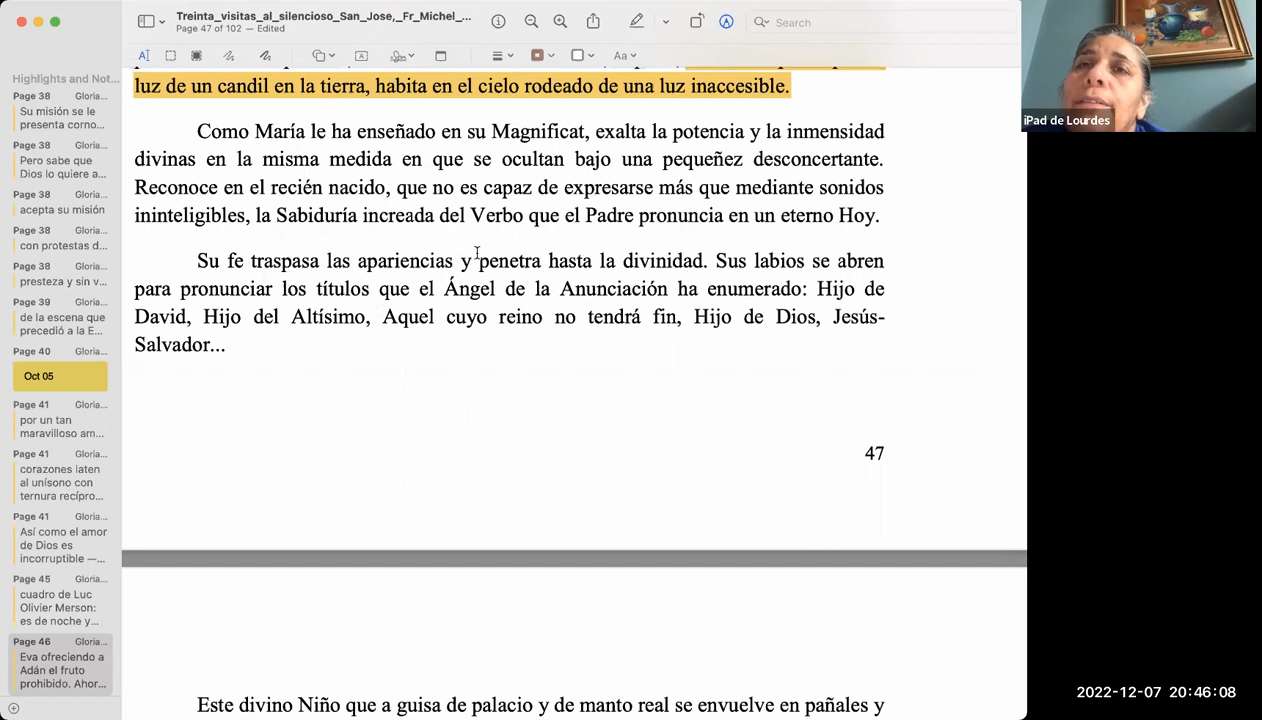 Treinta_visitas_al_silencioso_San_Jose,_Fr_Michel_...
Page 47 of 102 — Edited
Search
Aa
Highlights and Not...
Page 38 Gloria...
Su misión se le
presenta corno...
Page 38 Gloria...
Pero sabe que
Dios lo quiere a...
Page 38 Gloria...
acepta su misión
Page 38 Gloria...
con protestas d...
Page 38 Gloria...
presteza y sin v...
Page 39 Gloria...
de la escena que
precedió a la E...
Page 40 Gloria...
Oct 05
Page 41 Gloria...
por un tan
maravilloso am...
Page 41 Gloria...
corazones laten
al unísono con
ternura recípro...
Page 41 Gloria...
Así como el amor
de Dios es
incorruptible —...
Page 45 Gloria...
cuadro de Luc
Olivier Merson:
es de noche y...
Page 46 Gloria...
Eva ofreciendo a
Adán el fruto
prohibido. Ahor...
luz de un candil en la tierra, habita en el cielo rodeado de una luz inaccesible.
Como María le ha enseñado en su Magnificat, exalta la potencia y la inmensidad
divinas en la misma medida en que se ocultan bajo una pequeñez desconcertante.
Reconoce en el recién nacido, que no es capaz de expresarse más que mediante sonidos
ininteligibles, la Sabiduría increada del Verbo que el Padre pronuncia en un eterno Hoy.
Su fe traspasa las apariencias y penetra hasta la divinidad. Sus labios se abren
para pronunciar los títulos que el Ángel de la Anunciación ha enumerado: Hijo de
David, Hijo del Altísimo, Aquel cuyo reino no tendrá fin, Hijo de Dios, Jesús-
Salvador...
47
Este divino Niño que a guisa de palacio y de manto real se envuelve en pañales y
iPad de Lourdes
2022-12-07 20:46:08